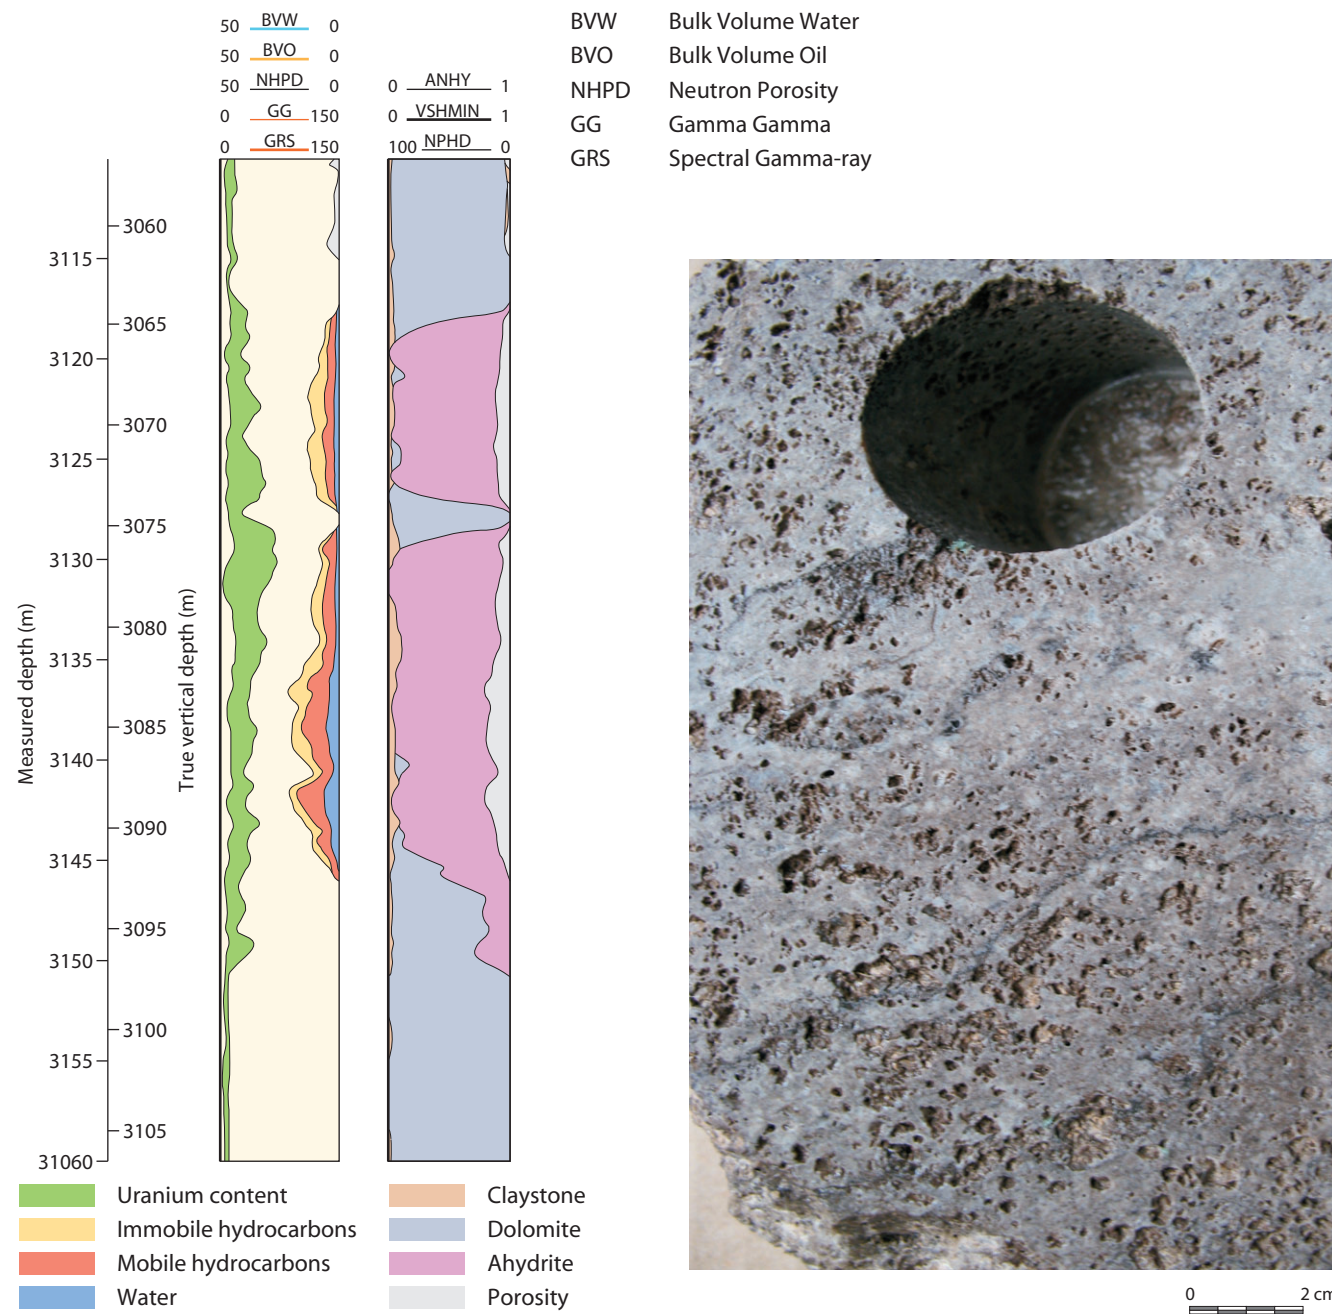 50 BVW 0
50 BVO 0
50 NHPD 0
0 GG 150
0 GRS 150
0 ANHY 1
0 VSHMIN 1
100 NPHD 0
BVW Bulk Volume Water
BVO Bulk Volume Oil
NHPD Neutron Porosity
GG Gamma Gamma
GRS Spectral Gamma-ray
Measured depth (m)
3115
3120
3125
3130
3135
3140
3145
3150
3155
31060
True vertical depth (m)
3060
3065
3070
3075
3080
3085
3090
3095
3100
3105
Uranium content
Immobile hydrocarbons
Mobile hydrocarbons
Water
Claystone
Dolomite
Ahydrite
Porosity
0 2 cm